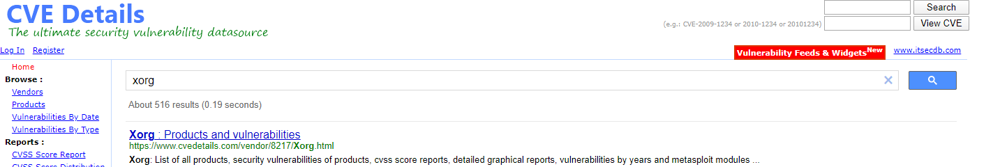 CVE Details
The ultimate security vulnerability datasource
Search
(e.g.: CVE-2009-1234 or 2010-1234 or 20101234) View CVE
Log In Register
Vulnerability Feeds & WidgetsNew www.itsecdb.com
Home
Browse :
Vendors
Products
Vulnerabilities By Date
Vulnerabilities By Type
Reports :
CVSS Score Report
CVSS Score Distribution
xorg
About 516 results (0.19 seconds)
Xorg : Products and vulnerabilities
https://www.cvedetails.com/vendor/8217/Xorg.html
Xorg: List of all products, security vulnerabilities of products, cvss score reports, detailed graphical reports, vulnerabilities by years and metasploit modules ...